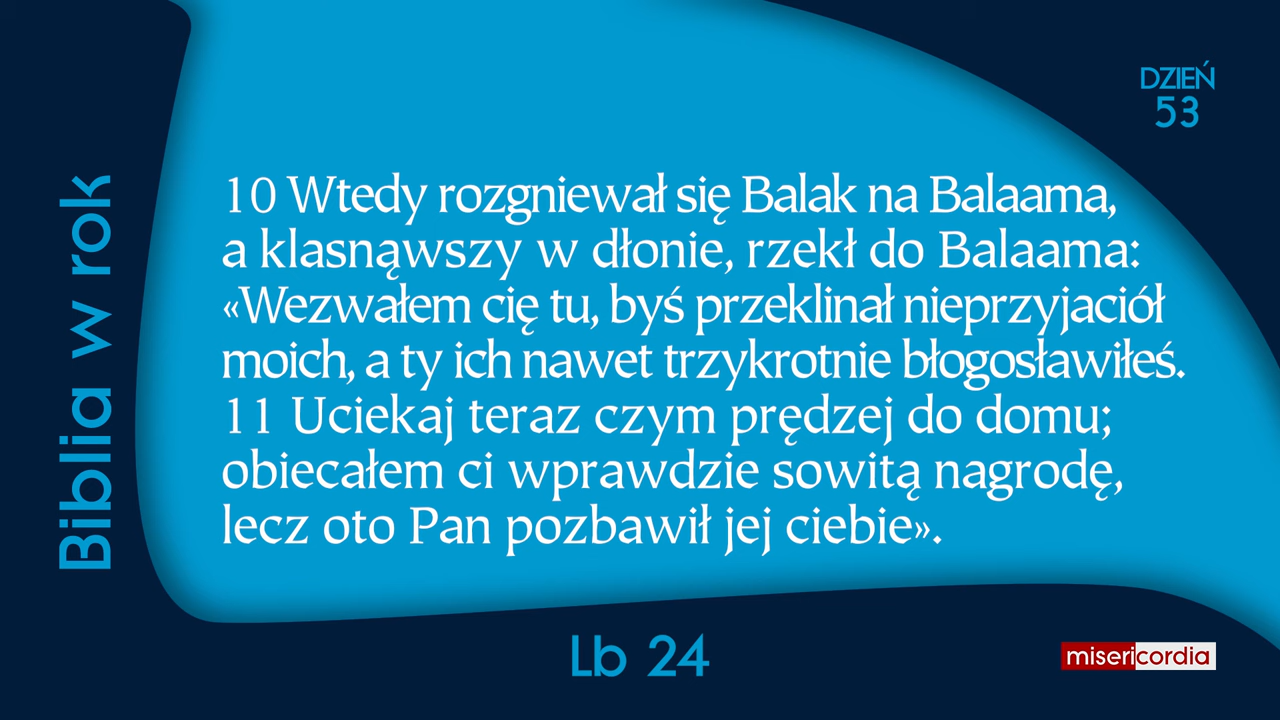 DZIEŃ
53
Biblia w rok
10 Wtedy rozgniewał się Balak na Balaama,
a klasnąwszy w dłonie, rzekł do Balaama:
«Wezwałem cię tu, byś przeklinał nieprzyjaciół
moich, a ty ich nawet trzykrotnie błogosławiłeś.
11 Uciekaj teraz czym prędzej do domu;
obiecałem ci wprawdzie sowitą nagrodę,
lecz oto Pan pozbawił jej ciebie».
Lb 24
misericordia